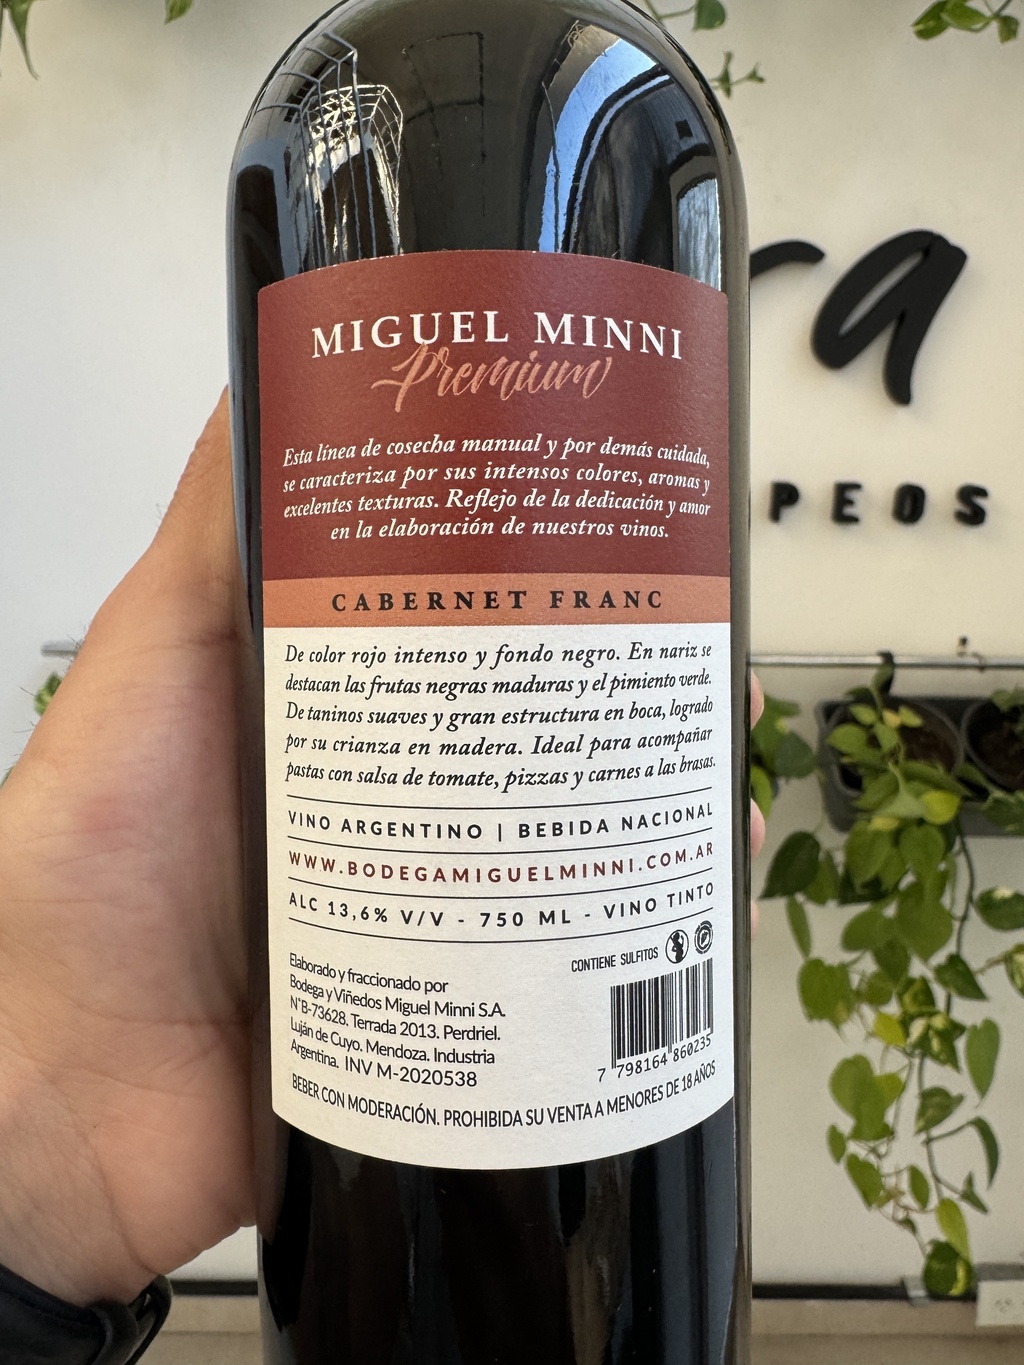 MIGUEL MINNI
Premium
Esta línea de cosecha manual y por demás cuidada,
se caracteriza por sus intensos colores, aromas y
excelentes texturas. Reflejo de la dedicación y amor
en la elaboración de nuestros vinos.
CABERNET FRANC
De color rojo intenso y fondo negro. En nariz se
destacan las frutas negras maduras y el pimiento verde.
De taninos suaves y gran estructura en boca, logrado
por su crianza en madera. Ideal para acompañar
pastas con salsa de tomate, pizzas y carnes a las brasas.
VINO ARGENTINO | BEBIDA NACIONAL
WWW.BODEGAMIGUELMINNI.COM.AR
ALC 13,6% V/V - 750 ML - VINO TINTO
CONTIENE SULFITOS
Elaborado y fraccionado por
Bodega y Viñedos Miguel Minni S.A.
N°B-73628. Terrada 2013. Perdriel.
Luján de Cuyo. Mendoza. Industria
Argentina. INV M-2020538
7 798164 860235
BEBER CON MODERACIÓN. PROHIBIDA SU VENTA A MENORES DE 18 AÑOS
ra
PEOS